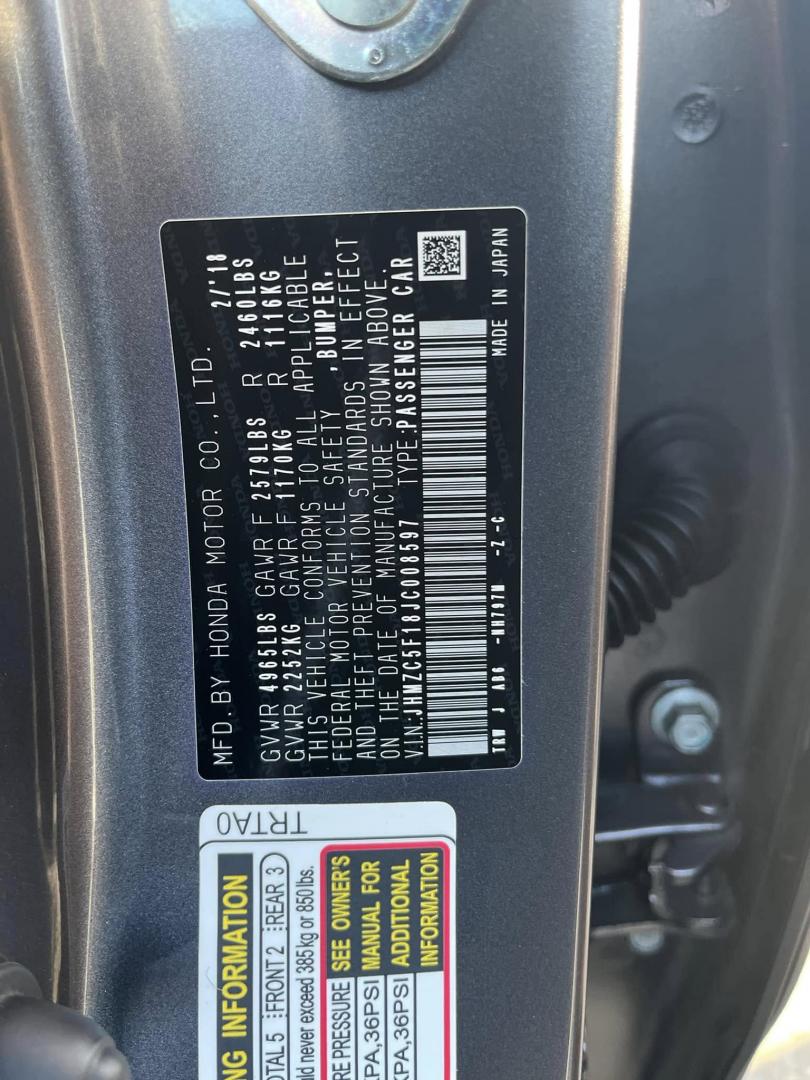 MFD. BY HONDA MOTOR CO., LTD. 2/'18
GVWR 4965LBS GAWR F 2579LBS R 2460LBS
GVWR 2252KG GAWR F 1170KG R 1116KG
THIS VEHICLE CONFORMS TO ALL APPLICABLE
FEDERAL MOTOR VEHICLE SAFETY ,BUMPER,
AND THEFT PREVENTION STANDARDS IN EFFECT
ON THE DATE OF MANUFACTURE SHOWN ABOVE.
V.I.N.:JHMZC5F18JC008597 TYPE:PASSENGER CAR
TRW J AB6 -NH797M -Z -C MADE IN JAPAN
TRTA0
NG INFORMATION
OTAL 5 FRONT 2 REAR 3
uld never exceed 385 kg or 850 lbs.
RE PRESSURE
KPA, 36PSI
KPA, 36PSI
SEE OWNER'S
MANUAL FOR
ADDITIONAL
INFORMATION